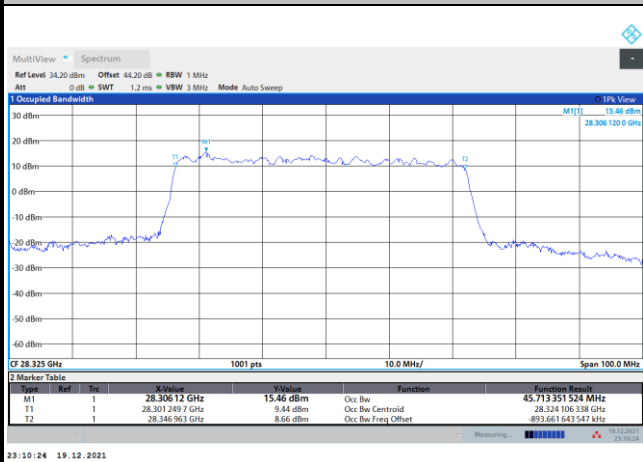 MultiView Spectrum
Ref Level 34.20 dBm Offset 44.20 dB RBW 1 MHz
Att 0 dB SWT 1.2 ms VBW 3 MHz Mode Auto Sweep
1 Occupied Bandwidth 1Pk View
M1[1] 15.46 dBm
28.306 120 0 GHz
30 dBm
20 dBm
M1
T1
T2
10 dBm
0 dBm
-10 dBm
-20 dBm
-30 dBm
-40 dBm
-50 dBm
-60 dBm
CF 28.325 GHz 1001 pts 10.0 MHz/ Span 100.0 MHz
2 Marker Table
Type Ref Trc X-Value Y-Value Function Function Result
M1 1 28.306 12 GHz 15.46 dBm Occ Bw 45.713 351 524 MHz
T1 1 28.301 249 7 GHz 9.44 dBm Occ Bw Centroid 28.324 106 338 GHz
T2 1 28.346 963 GHz 8.66 dBm Occ Bw Freq Offset -893.661 643 547 kHz
Measuring... 19.12.2021
23:10:24
23:10:24 19.12.2021